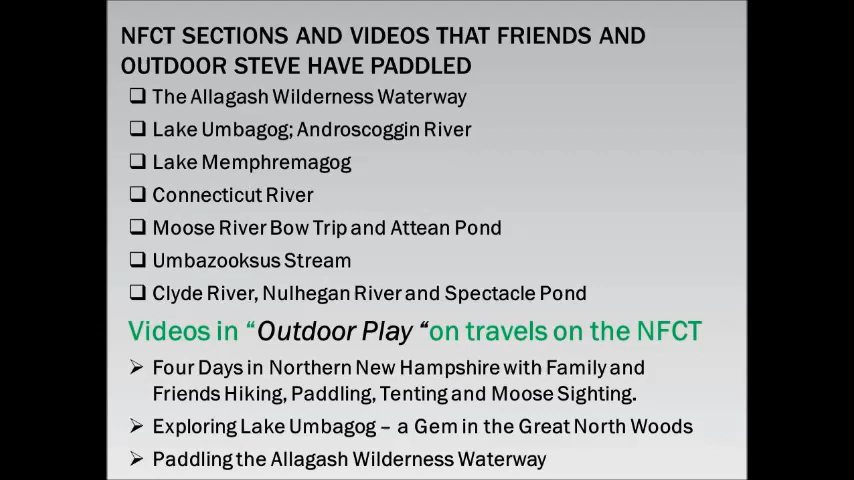 NFCT SECTIONS AND VIDEOS THAT FRIENDS AND
OUTDOOR STEVE HAVE PADDLED
The Allagash Wilderness Waterway
Lake Umbagog; Androscoggin River
Lake Memphremagog
Connecticut River
Moose River Bow Trip and Attean Pond
Umbazooksus Stream
Clyde River, Nulhegan River and Spectacle Pond
Videos in “Outdoor Play “on travels on the NFCT
Four Days in Northern New Hampshire with Family and
Friends Hiking, Paddling, Tenting and Moose Sighting.
Exploring Lake Umbagog – a Gem in the Great North Woods
Paddling the Allagash Wilderness Waterway